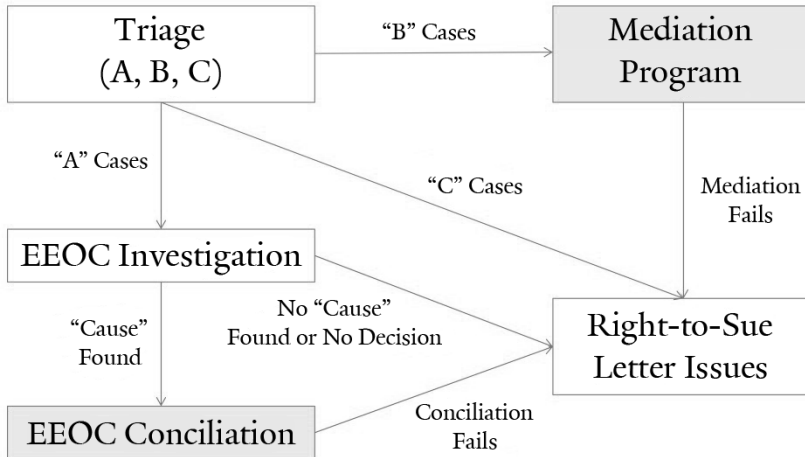 Triage
(A, B, C)
“B” Cases
Mediation
Program
“A” Cases
“C” Cases
Mediation
Fails
EEOC Investigation
“Cause”
Found
No “Cause”
Found or No Decision
Right-to-Sue
Letter Issues
EEOC Conciliation
Conciliation
Fails